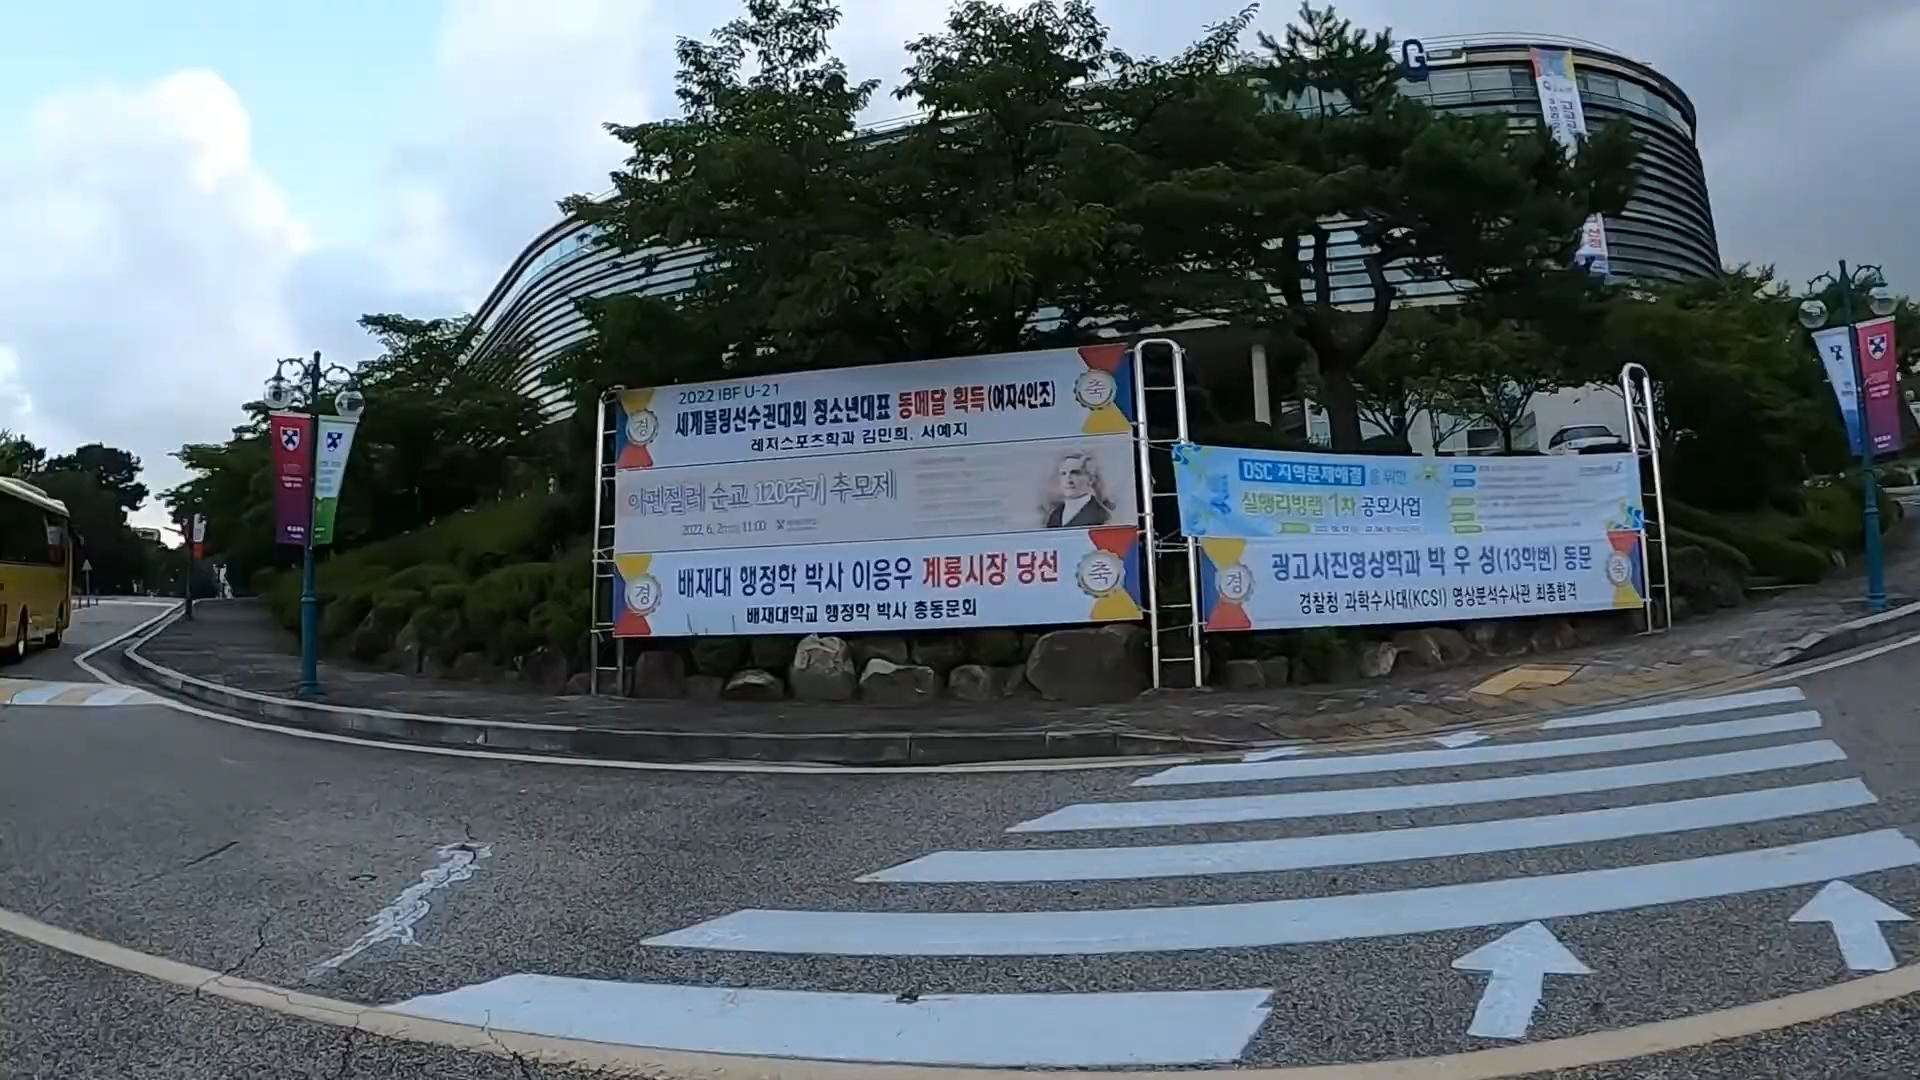 G
2022 IBF U-21
세계볼링선수권대회 청소년대표 동메달 획득(여자4인조)
레저스포츠학과 김민희, 서예지
경
축
아펜젤러 순교 120주기 추모제
2022. 6. 2 11:00
배재대 행정학 박사 이응우 계룡시장 당선
배재대학교 행정학 박사 총동문회
경
축
DSC 지역문제해결 을 위한
실행리빙랩 1차 공모사업
광고사진영상학과 박 우 성(13학번) 동문
경찰청 과학수사대(KCSI) 영상분석수사관 최종합격
경
축
선정